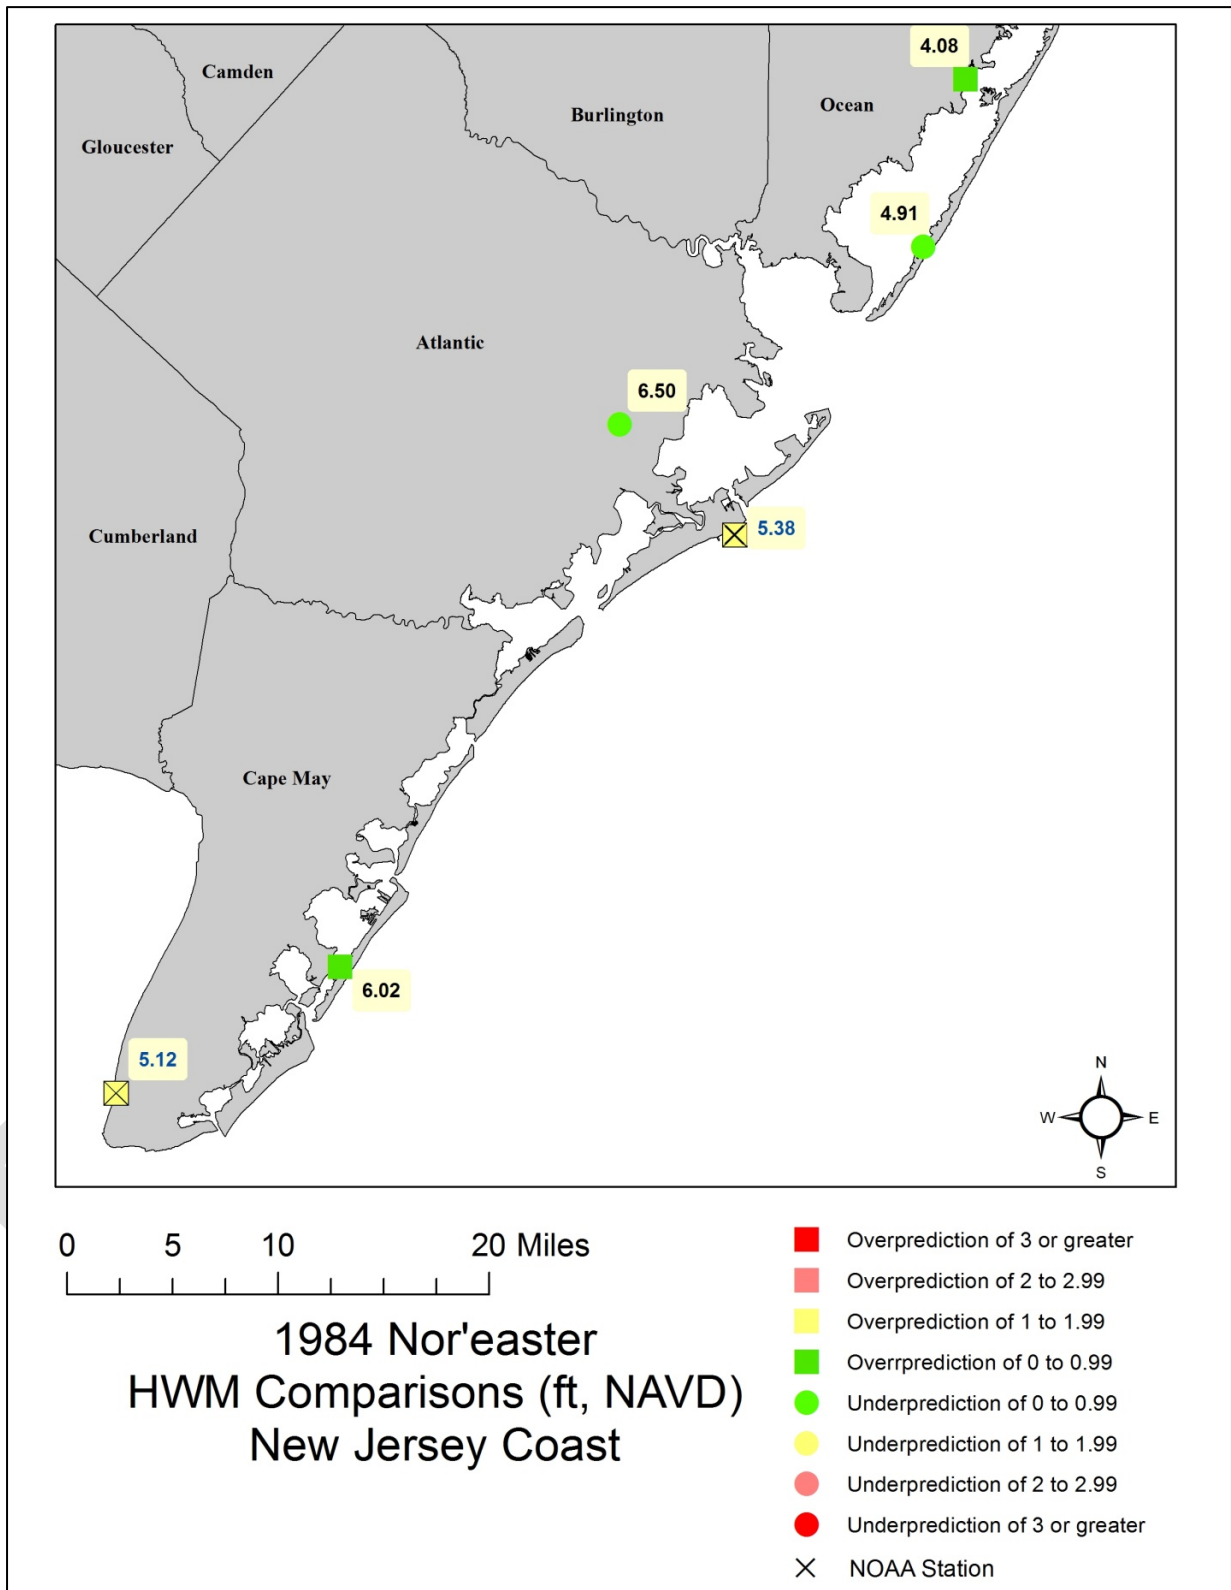 4.08
Camden
Ocean
Burlington
Gloucester
4.91
Atlantic
6.50
5.38
Cumberland
Cape May
6.02
5.12
N
W E
S
0 5 10 20 Miles
1984 Nor'easter
HWM Comparisons (ft, NAVD)
New Jersey Coast
Overprediction of 3 or greater
Overprediction of 2 to 2.99
Overprediction of 1 to 1.99
Overrprediction of 0 to 0.99
Underprediction of 0 to 0.99
Underprediction of 1 to 1.99
Underprediction of 2 to 2.99
Underprediction of 3 or greater
NOAA Station